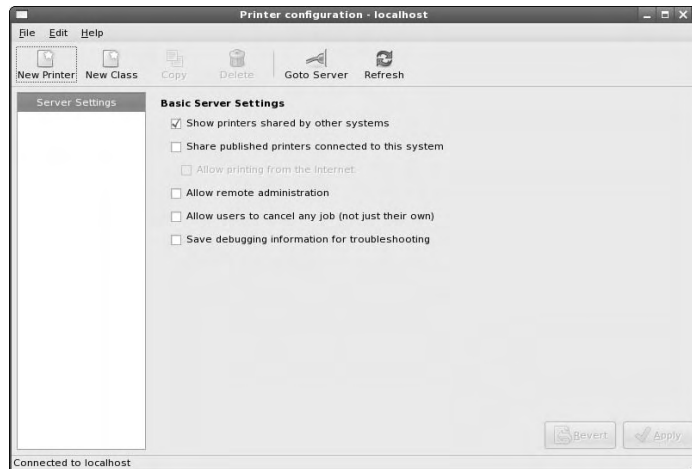 Printer configuration - localhost
File Edit Help
New Printer New Class Copy Delete Goto Server Refresh
Server Settings
Basic Server Settings
Show printers shared by other systems
Share published printers connected to this system
Allow printing from the Internet
Allow remote administration
Allow users to cancel any job (not just their own)
Save debugging information for troubleshooting
Revert Apply
Connected to localhost